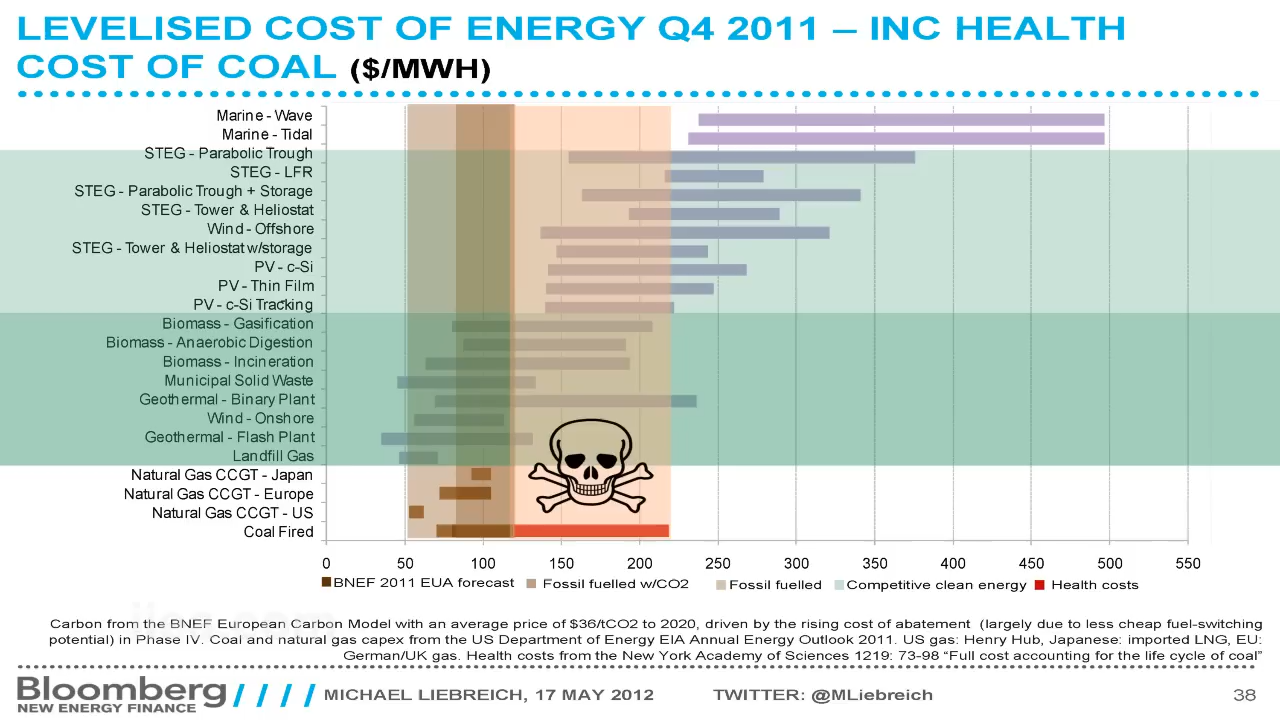 LEVELISED COST OF ENERGY Q4 2011 – INC HEALTH
COST OF COAL ($/MWH)
Marine - Wave
Marine - Tidal
STEG - Parabolic Trough
STEG - LFR
STEG - Parabolic Trough + Storage
STEG - Tower & Heliostat
Wind - Offshore
STEG - Tower & Heliostat w/storage
PV - c-Si
PV - Thin Film
PV - c-Si Tracking
Biomass - Gasification
Biomass - Anaerobic Digestion
Biomass - Incineration
Municipal Solid Waste
Geothermal - Binary Plant
Wind - Onshore
Geothermal - Flash Plant
Landfill Gas
Natural Gas CCGT - Japan
Natural Gas CCGT - Europe
Natural Gas CCGT - US
Coal Fired
0 50 100 150 200 250 300 350 400 450 500 550
BNEF 2011 EUA forecast Fossil fuelled w/CO2 Fossil fuelled Competitive clean energy Health costs
Carbon from the BNEF European Carbon Model with an average price of $36/tCO2 to 2020, driven by the rising cost of abatement (largely due to less cheap fuel-switching
potential) in Phase IV. Coal and natural gas capex from the US Department of Energy EIA Annual Energy Outlook 2011. US gas: Henry Hub, Japanese: imported LNG, EU:
German/UK gas. Health costs from the New York Academy of Sciences 1219: 73-98 “Full cost accounting for the life cycle of coal”
Bloomberg
NEW ENERGY FINANCE
//// MICHAEL LIEBREICH, 17 MAY 2012 TWITTER: @MLiebreich 38